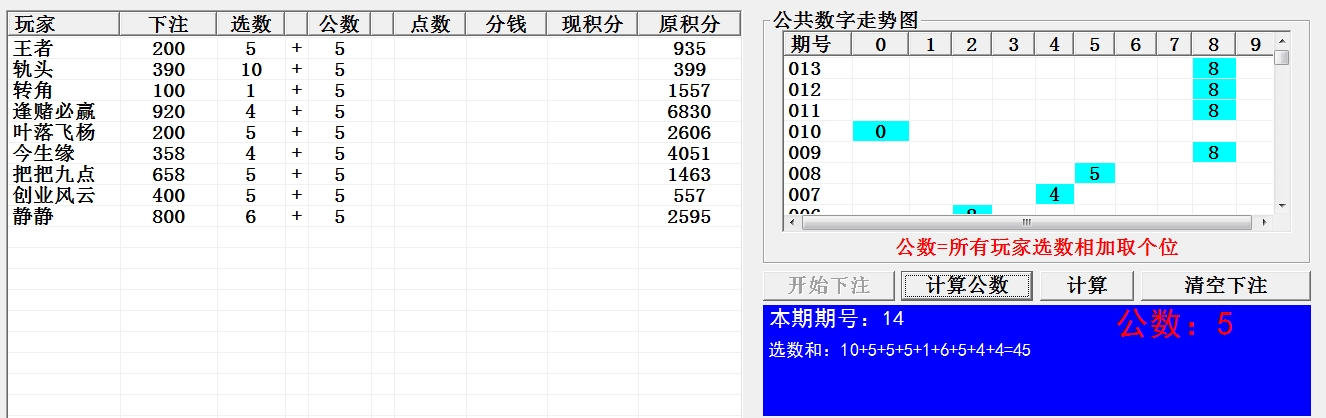 玩家 下注 选数 公数 点数 分钱 现积分 原积分
王者 200 5 + 5 935
轨头 390 10 + 5 399
转角 100 1 + 5 1557
逢赌必赢 920 4 + 5 6830
叶落飞杨 200 5 + 5 2606
今生缘 358 4 + 5 4051
把把九点 658 5 + 5 1463
创业风云 400 5 + 5 557
静静 800 6 + 5 2595
公共数字走势图
期号 0 1 2 3 4 5 6 7 8 9
013 8
012 8
011 8
010 0
009 8
008 5
007 4
公数=所有玩家选数相加取个位
开始下注 计算公数 计算 清空下注
本期期号：14 公数：5
选数和：10+5+5+5+1+6+5+4+4=45